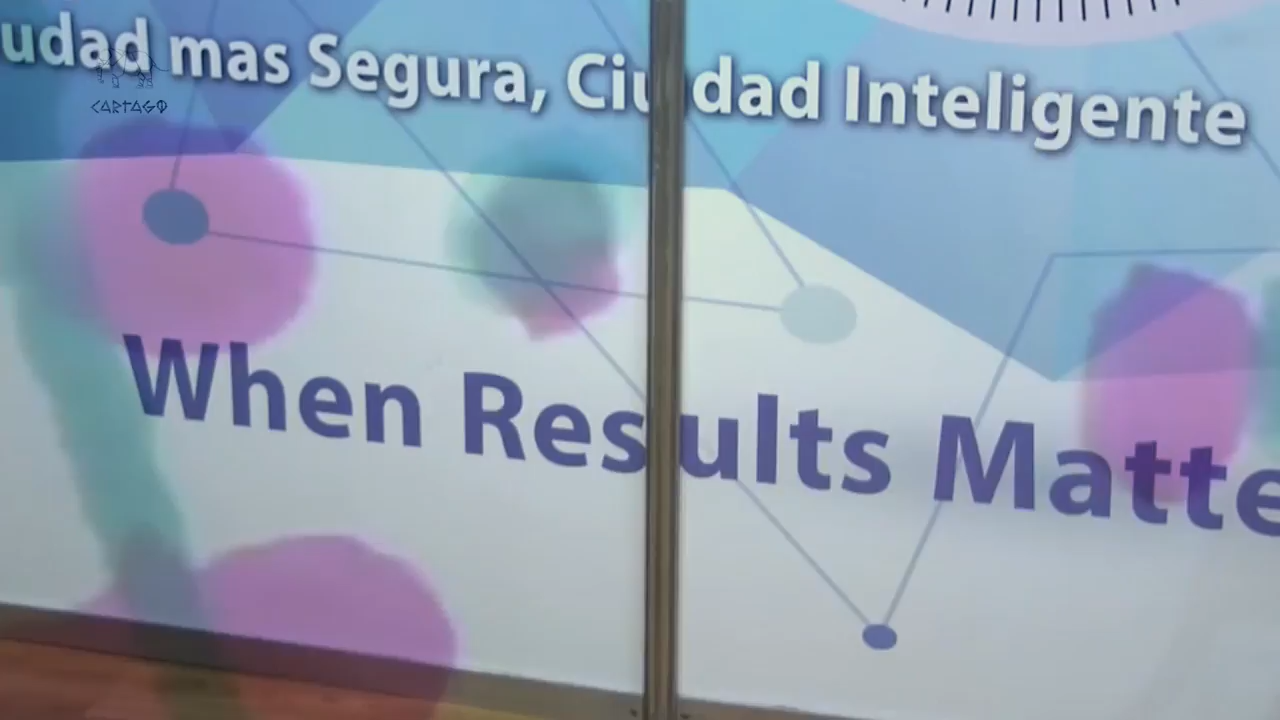 udad mas Segura, Ciudad Inteligente
CARTAGO
When Results Matte